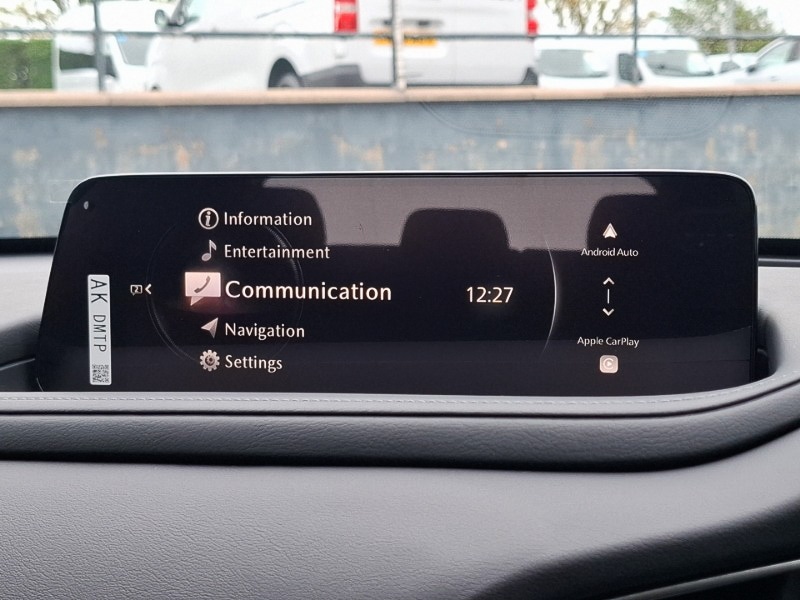 Information
Entertainment
Communication
Navigation
Settings
12:27
Android Auto
Apple CarPlay
AK DMTP